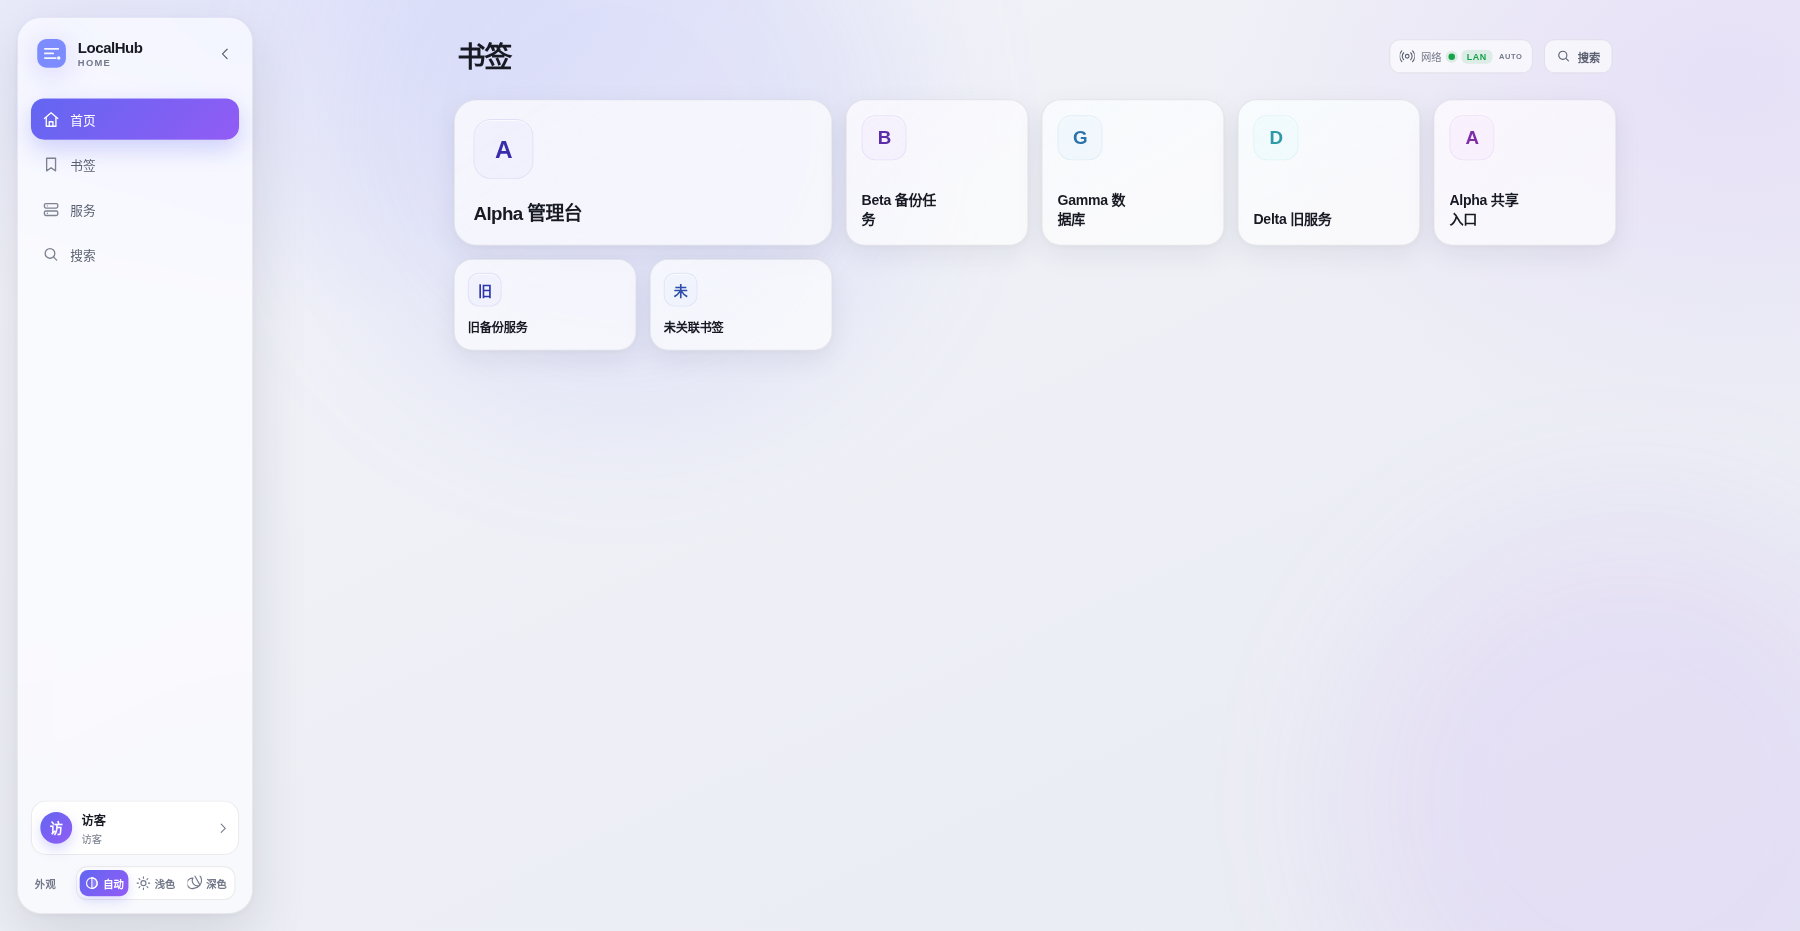 LocalHub
HOME
首页
书签
服务
搜索
访
访客
访客
外观
自动
浅色
深色
书签
网络
LAN
AUTO
搜索
A
Alpha 管理台
B
Beta 备份任
务
G
Gamma 数
据库
D
Delta 旧服务
A
Alpha 共享
入口
旧
旧备份服务
未
未关联书签